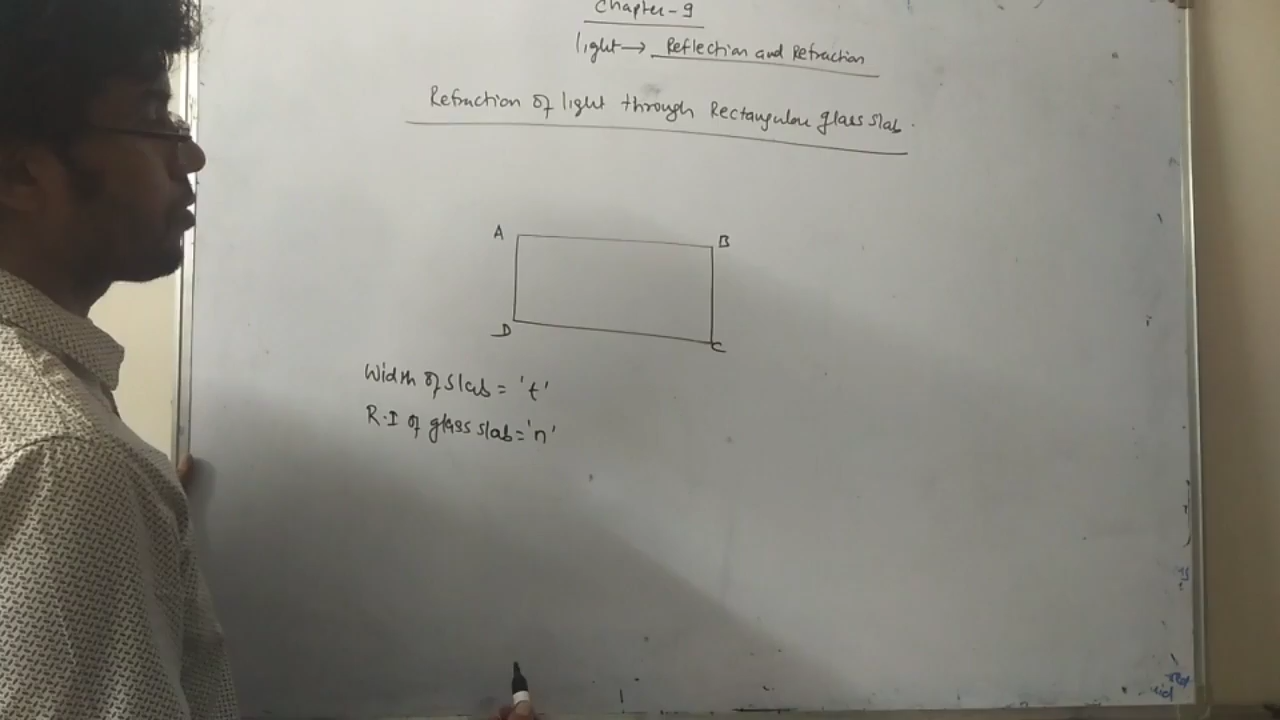 Chapter-9
light→ Reflection and Refraction
Refraction of light through Rectangular glass slab.
A
B
D
C
Width of slab = 't'
R.I of glass slab = 'n'